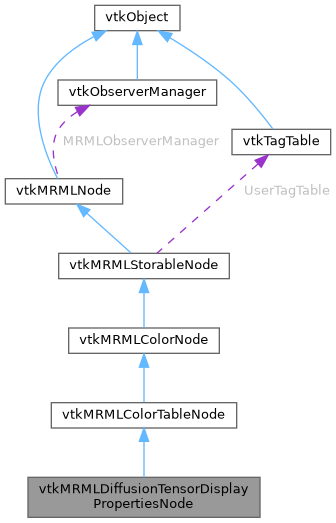 vtkObject
vtkObserverManager
MRMLObserverManager
vtkTagTable
vtkMRMLNode
UserTagTable
vtkMRMLStorableNode
vtkMRMLColorNode
vtkMRMLColorTableNode
vtkMRMLDiffusionTensorDisplay
PropertiesNode